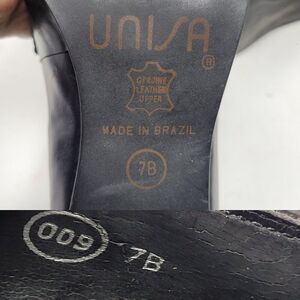 UNISA
®
GENUINE
LEATHER
UPPER
MADE IN BRAZIL
7B
009 7B